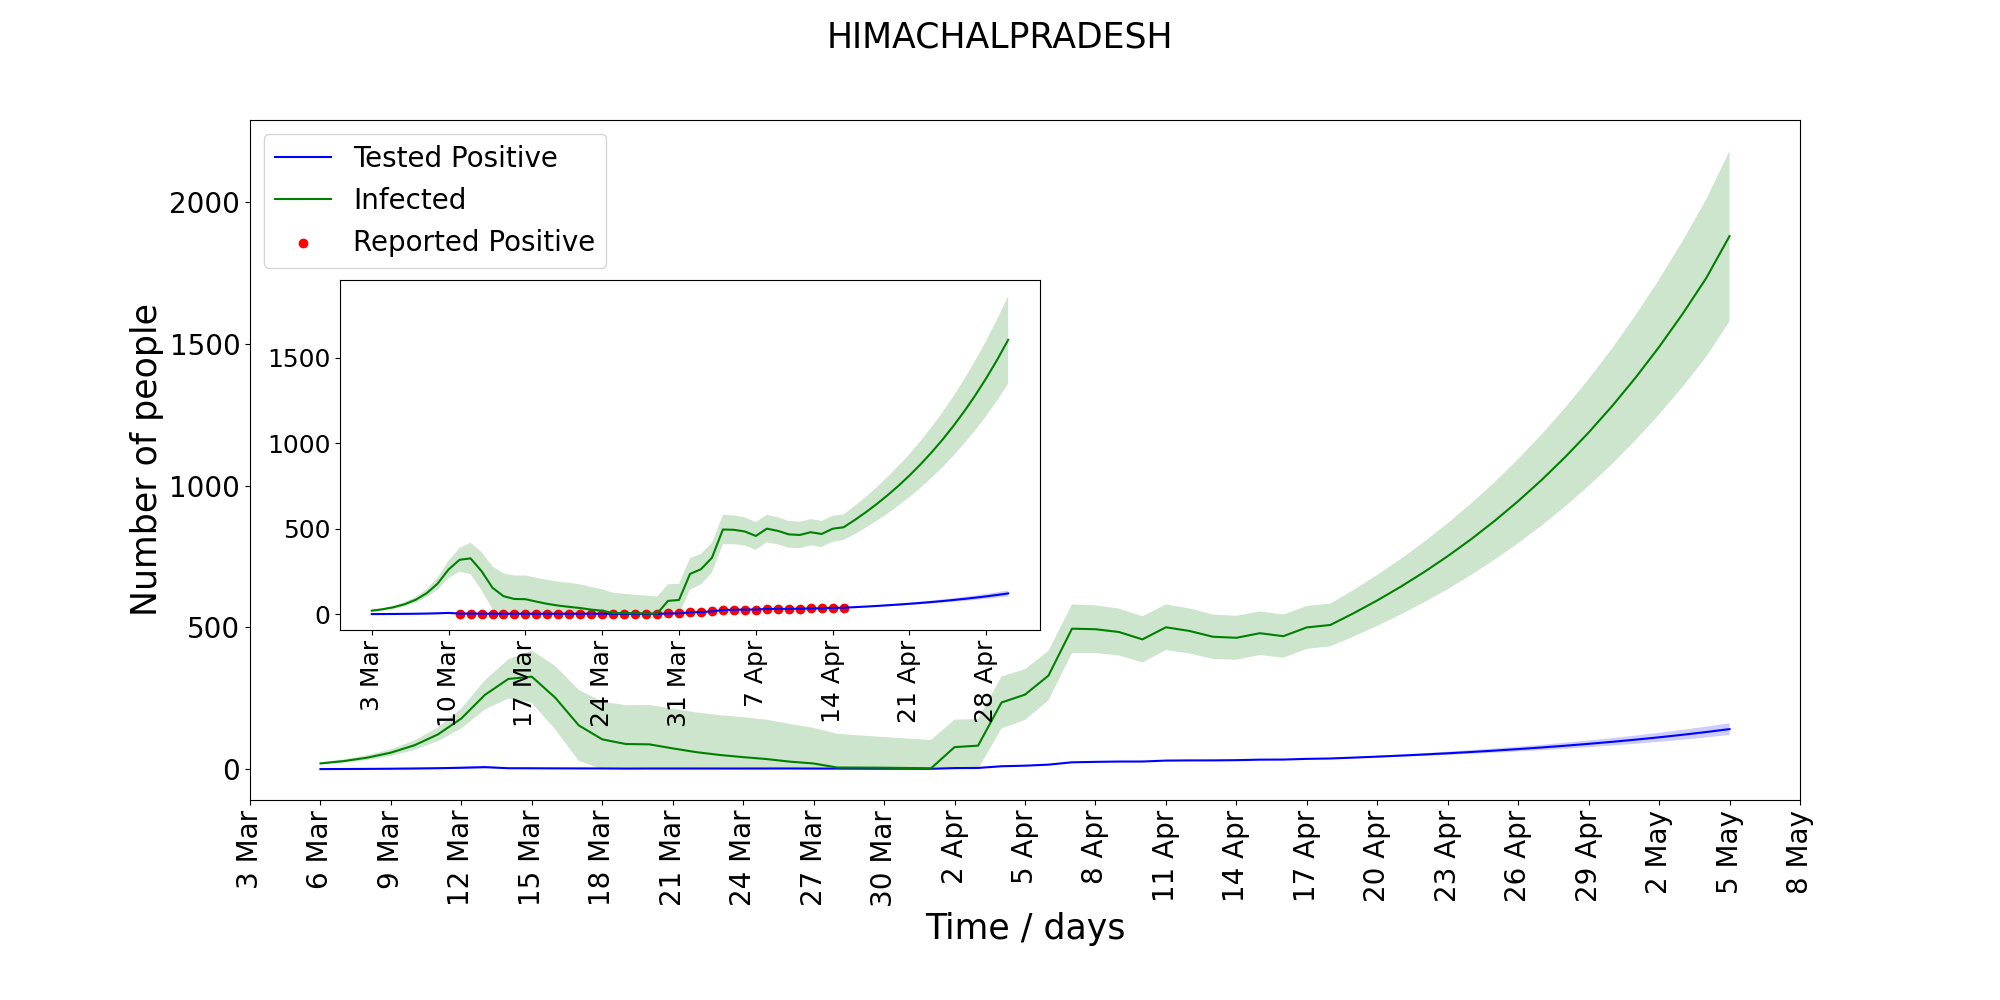 HIMACHALPRADESH
Tested Positive
Infected
Reported Positive
Number of people
2000
1500
1000
500
0
1500
1000
500
0
3 Mar
10 Mar
17 Mar
24 Mar
31 Mar
7 Apr
14 Apr
21 Apr
28 Apr
3 Mar
6 Mar
9 Mar
12 Mar
15 Mar
18 Mar
21 Mar
24 Mar
27 Mar
30 Mar
2 Apr
5 Apr
8 Apr
11 Apr
14 Apr
17 Apr
20 Apr
23 Apr
26 Apr
29 Apr
2 May
5 May
8 May
Time / days